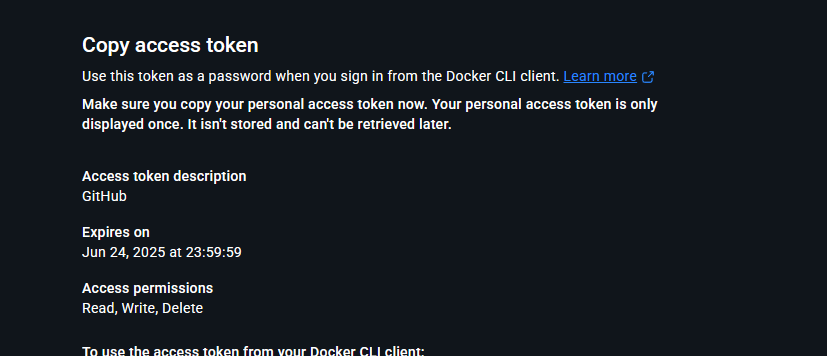 Copy access token
Use this token as a password when you sign in from the Docker CLI client. Learn more
Make sure you copy your personal access token now. Your personal access token is only
displayed once. It isn't stored and can't be retrieved later.
Access token description
GitHub
Expires on
Jun 24, 2025 at 23:59:59
Access permissions
Read, Write, Delete
To use the access token from your Docker CLI client: